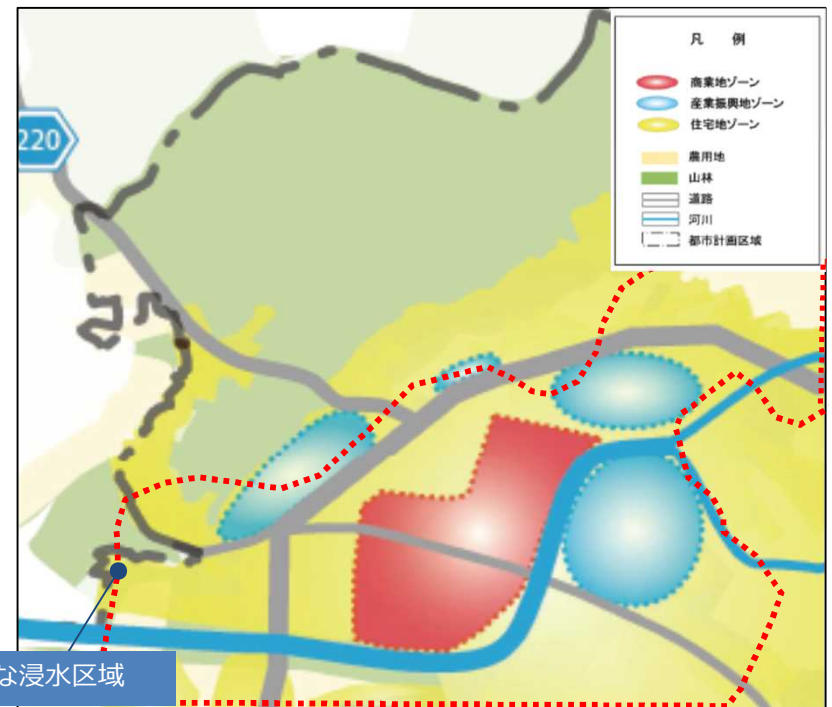 凡 例
商業地ゾーン
産業振興地ゾーン
住宅地ゾーン
農用地
山林
道路
河川
都市計画区域
220
な浸水区域